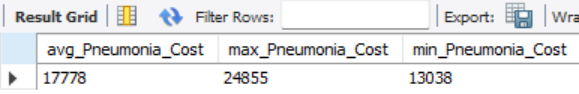 Result Grid Filter Rows: Export: Wra
avg_Pneumonia_Cost max_Pneumonia_Cost min_Pneumonia_Cost
17778 24855 13038